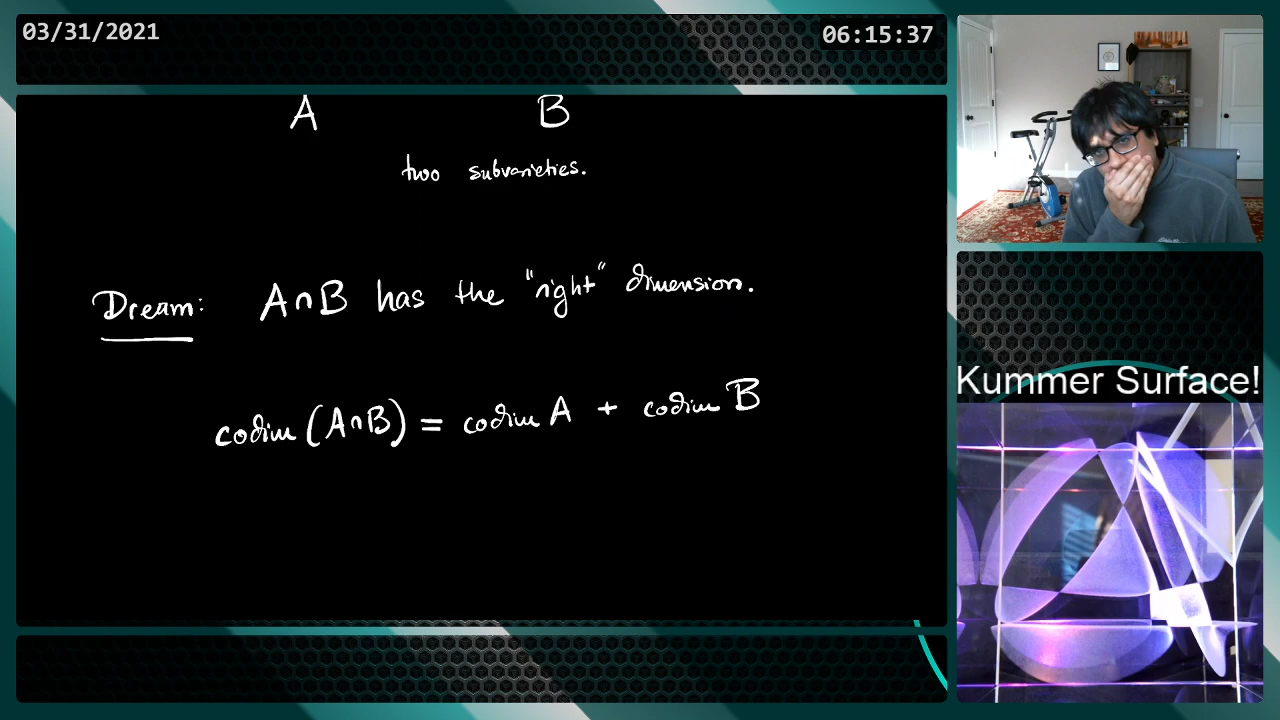 03/31/2021
06:15:37
A B
two subvarieties.
Dream: A∩B has the "right" dimension.
codim (A∩B) = codim A + codim B
Kummer Surface!